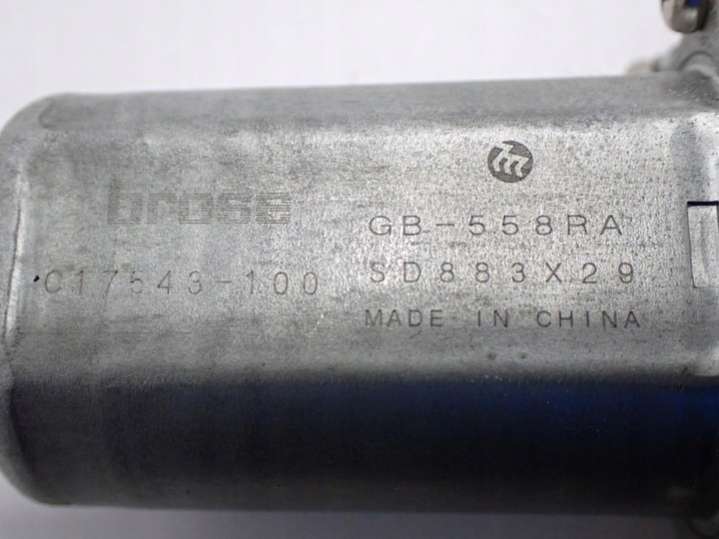 brose
C17543-100
GB-558RA
SD883X29
MADE IN CHINA